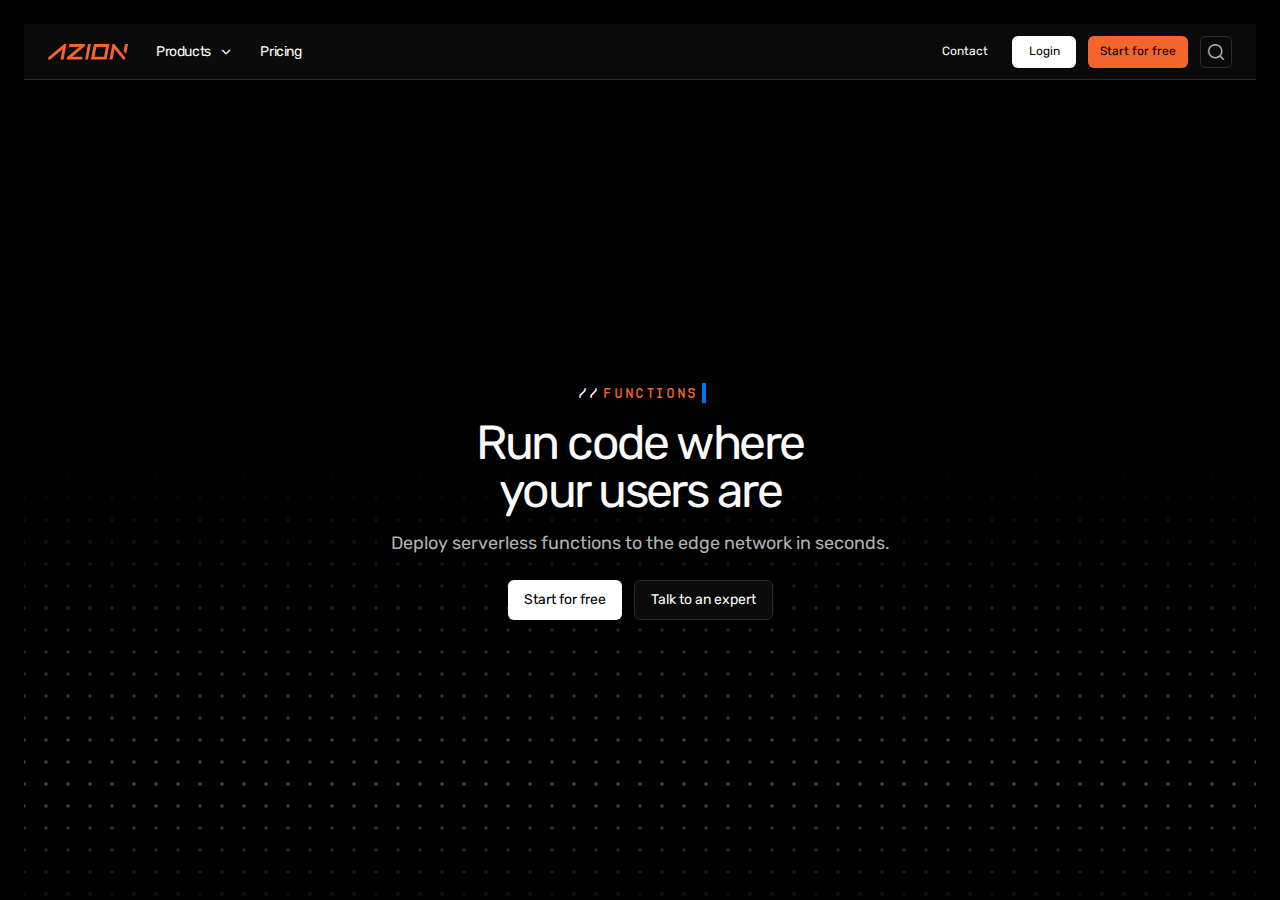 AZION
Products
Pricing
Contact
Login
Start for free
// FUNCTIONS
Run code where
your users are
Deploy serverless functions to the edge network in seconds.
Start for free
Talk to an expert